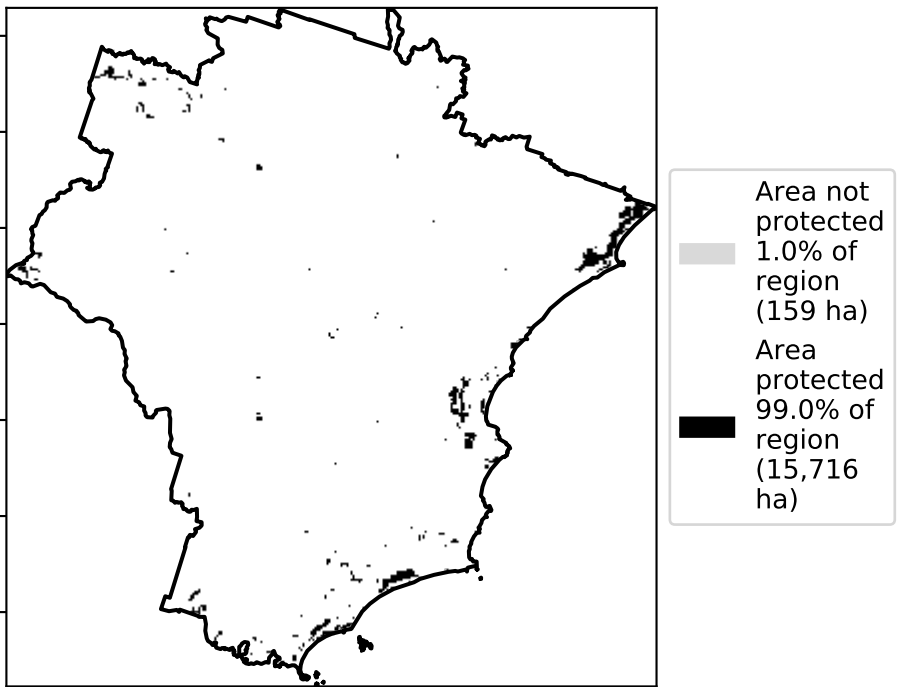 Area not
protected
1.0% of
region
(159 ha)
Area
protected
99.0% of
region
(15,716
ha)